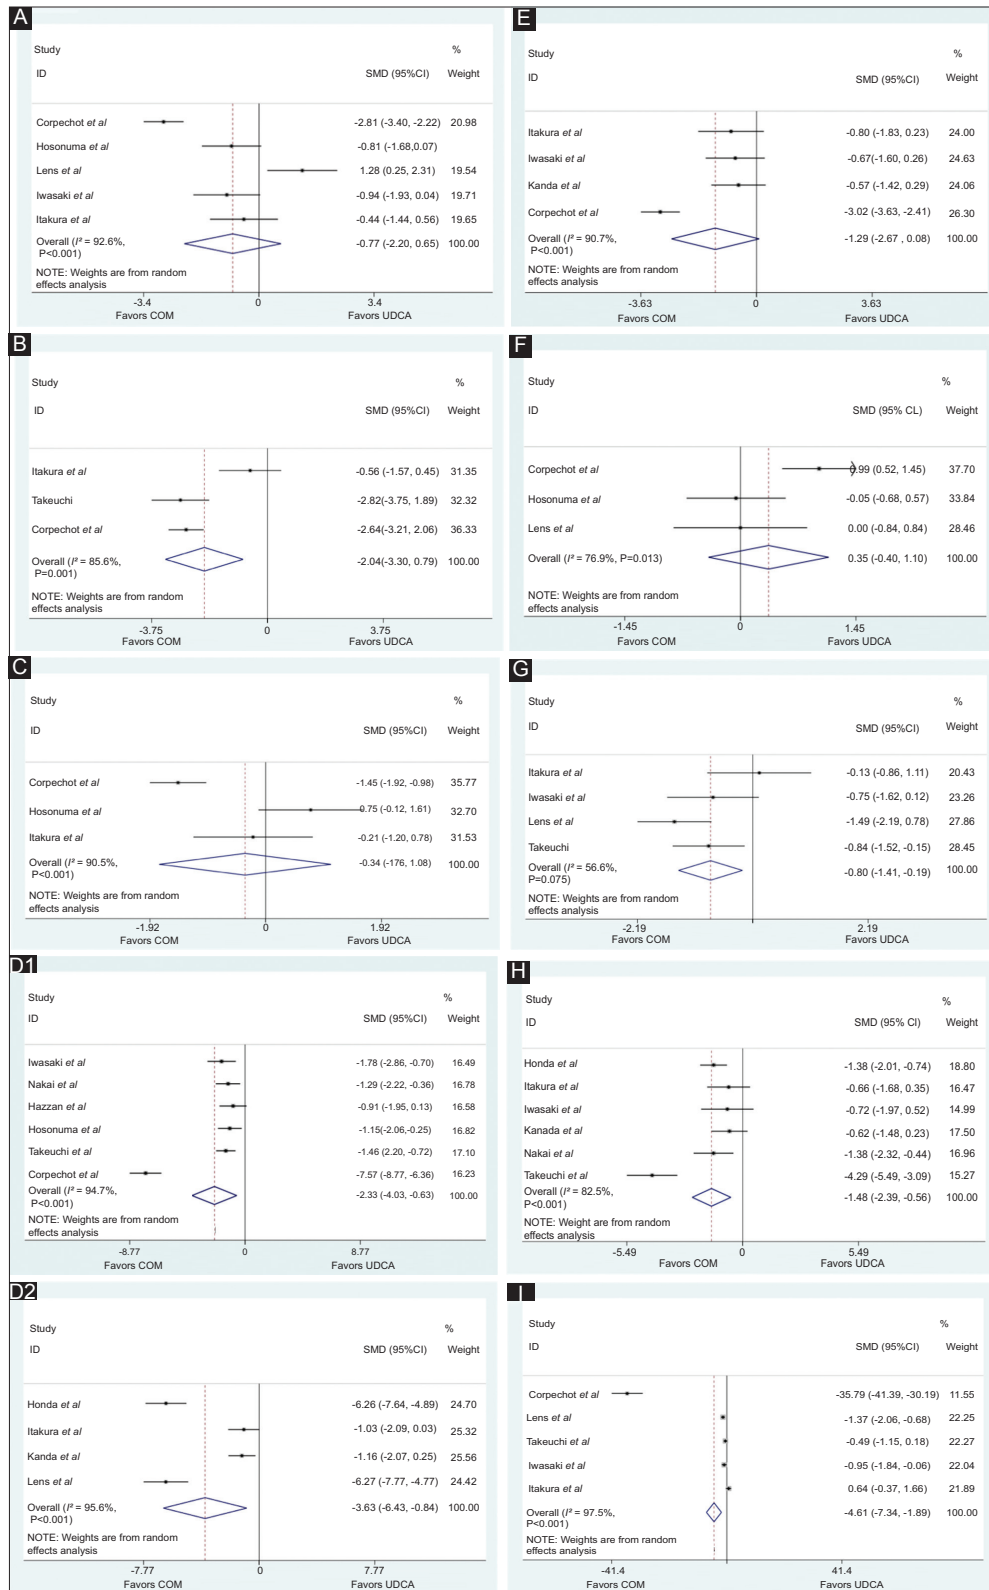 A
Study
%
ID SMD (95%CI) Weight
Corpechot et al -2.81 (-3.40, -2.22) 20.98
Hosonuma et al -0.81 (-1.68,0.07)
Lens et al 1.28 (0.25, 2.31) 19.54
Iwasaki et al -0.94 (-1.93, 0.04) 19.71
Itakura et al -0.44 (-1.44, 0.56) 19.65
Overall (I² = 92.6%, -0.77 (-2.20, 0.65) 100.00
P<0.001)
NOTE: Weights are from random
effects analysis
-3.4 0 3.4
Favors COM Favors UDCA
B
Study %
ID SMD (95%CI) Weight
Itakura et al -0.56 (-1.57, 0.45) 31.35
Takeuchi -2.82(-3.75, 1.89) 32.32
Corpechot et al -2.64(-3.21, 2.06) 36.33
Overall (I² = 85.6%, -2.04(-3.30, 0.79) 100.00
P=0.001)
NOTE: Weights are from random
effects analysis
-3.75 0 3.75
Favors COM Favors UDCA
C
Study %
ID SMD (95%CI) Weight
Corpechot et al -1.45 (-1.92, -0.98) 35.77
Hosonuma et al 0.75 (-0.12, 1.61) 32.70
Itakura et al -0.21 (-1.20, 0.78) 31.53
Overall (I² = 90.5%, -0.34 (-176, 1.08) 100.00
P<0.001)
NOTE: Weights are from random
effects analysis
-1.92 0 1.92
Favors COM Favors UDCA
D1
Study %
ID SMD (95%CI) Weight
Iwasaki et al -1.78 (-2.86, -0.70) 16.49
Nakai et al -1.29 (-2.22, -0.36) 16.78
Hazzan et al -0.91 (-1.95, 0.13) 16.58
Hosonuma et al -1.15(-2.06,-0.25) 16.82
Takeuchi et al -1.46 (2.20, -0.72) 17.10
Corpechot et al -7.57 (-8.77, -6.36) 16.23
Overall (I² = 94.7%, -2.33 (-4.03, -0.63) 100.00
P<0.001)
NOTE: Weights are from random
effects analysis
-8.77 0 8.77
Favors COM Favors UDCA
D2
Study %
ID SMD (95%CI) Weight
Honda et al -6.26 (-7.64, -4.89) 24.70
Itakura et al -1.03 (-2.09, 0.03) 25.32
Kanda et al -1.16 (-2.07, 0.25) 25.56
Lens et al -6.27 (-7.77, -4.77) 24.42
Overall (I² = 95.6%, -3.63 (-6.43, -0.84) 100.00
P<0.001)
NOTE: Weights are from random
effects analysis
-7.77 0 7.77
Favors COM Favors UDCA
E
Study %
ID SMD (95%CI) Weight
Itakura et al -0.80 (-1.83, 0.23) 24.00
Iwasaki et al -0.67(-1.60, 0.26) 24.63
Kanda et al -0.57 (-1.42, 0.29) 24.06
Corpechot et al -3.02 (-3.63, -2.41) 26.30
Overall (I² = 90.7%, -1.29 (-2.67 , 0.08) 100.00
P<0.001)
NOTE: Weights are from random
effects analysis
-3.63 0 3.63
Favors COM Favors UDCA
F
Study %
ID SMD (95% CL) Weight
Corpechot et al 0.99 (0.52, 1.45) 37.70
Hosonuma et al -0.05 (-0.68, 0.57) 33.84
Lens et al 0.00 (-0.84, 0.84) 28.46
Overall (I² = 76.9%, P=0.013) 0.35 (-0.40, 1.10) 100.00
NOTE: Weights are from random
effects analysis
-1.45 0 1.45
Favors COM Favors UDCA
G
Study %
ID SMD (95%CI) Weight
Itakura et al -0.13 (-0.86, 1.11) 20.43
Iwasaki et al -0.75 (-1.62, 0.12) 23.26
Lens et al -1.49 (-2.19, 0.78) 27.86
Takeuchi -0.84 (-1.52, -0.15) 28.45
Overall (I² = 56.6%, -0.80 (-1.41, -0.19) 100.00
P=0.075)
NOTE: Weights are from random
effects analysis
-2.19 2.19
Favors COM Favors UDCA
H
Study %
ID SMD (95% CI) Weight
Honda et al -1.38 (-2.01, -0.74) 18.80
Itakura et al -0.66 (-1.68, 0.35) 16.47
Iwasaki et al -0.72 (-1.97, 0.52) 14.99
Kanada et al -0.62 (-1.48, 0.23) 17.50
Nakai et al -1.38 (-2.32, -0.44) 16.96
Takeuchi et al -4.29 (-5.49, -3.09) 15.27
Overall (I² = 82.5%, -1.48 (-2.39, -0.56) 100.00
P<0.001)
NOTE: Weight are from random
effects analysis
-5.49 0 5.49
Favors COM Favors UDCA
I
Study %
ID SMD (95%CI) Weight
Corpechot et al -35.79 (-41.39, -30.19) 11.55
Lens et al -1.37 (-2.06, -0.68) 22.25
Takeuchi et al -0.49 (-1.15, 0.18) 22.27
Iwasaki et al -0.95 (-1.84, -0.06) 22.04
Itakura et al 0.64 (-0.37, 1.66) 21.89
Overall (I² = 97.5%, -4.61 (-7.34, -1.89) 100.00
P<0.001)
NOTE: Weights are from random
effects analysis
-41.4 0 41.4
Favors COM Favors UDCA